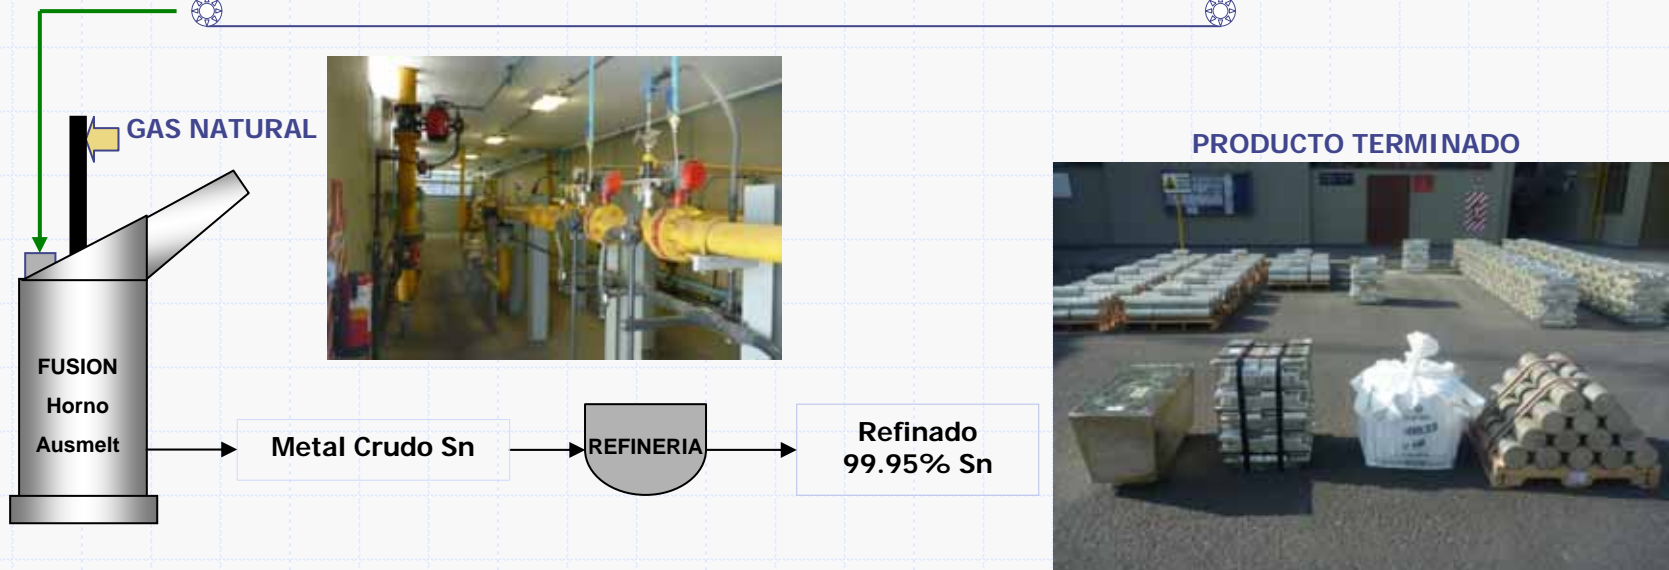 GAS NATURAL
PRODUCTO TERMINADO
FUSION
Horno
Ausmelt
Metal Crudo Sn
REFINERIA
Refinado
99.95% Sn